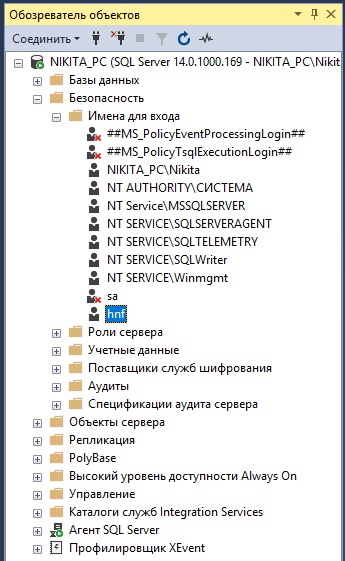 Обозреватель объектов
Соединить
NIKITA_PC (SQL Server 14.0.1000.169 - NIKITA_PC\Nikit
Базы данных
Безопасность
Имена для входа
##MS_PolicyEventProcessingLogin##
##MS_PolicyTsqlExecutionLogin##
NIKITA_PC\Nikita
NT AUTHORITY\СИСТЕМА
NT Service\MSSQLSERVER
NT SERVICE\SQLSERVERAGENT
NT SERVICE\SQLTELEMETRY
NT SERVICE\SQLWriter
NT SERVICE\Winmgmt
sa
hnf
Роли сервера
Учетные данные
Поставщики служб шифрования
Аудиты
Спецификации аудита сервера
Объекты сервера
Репликация
PolyBase
Высокий уровень доступности Always On
Управление
Каталоги служб Integration Services
Агент SQL Server
Профилировщик XEvent